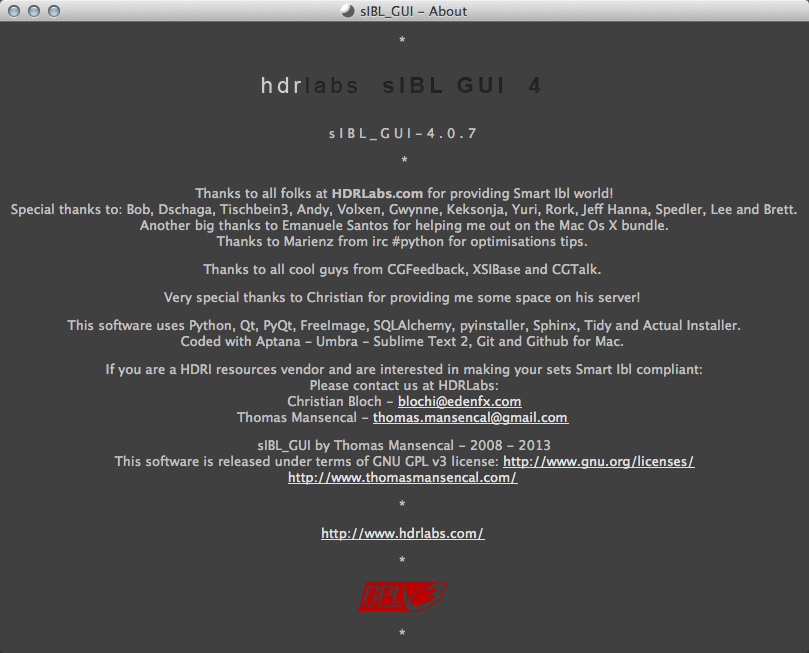 sIBL_GUI – About
*
hdrlabs sIBL GUI 4
sIBL_GUI-4.0.7
*
Thanks to all folks at HDRLabs.com for providing Smart Ibl world!
Special thanks to: Bob, Dschaga, Tischbein3, Andy, Volxen, Gwynne, Keksonja, Yuri, Rork, Jeff Hanna, Spedler, Lee and Brett.
Another big thanks to Emanuele Santos for helping me out on the Mac Os X bundle.
Thanks to Marienz from irc #python for optimisations tips.
Thanks to all cool guys from CGFeedback, XSIBase and CGTalk.
Very special thanks to Christian for providing me some space on his server!
This software uses Python, Qt, PyQt, FreeImage, SQLAlchemy, pyinstaller, Sphinx, Tidy and Actual Installer.
Coded with Aptana – Umbra – Sublime Text 2, Git and Github for Mac.
If you are a HDRI resources vendor and are interested in making your sets Smart Ibl compliant:
Please contact us at HDRLabs:
Christian Bloch – blochi@edenfx.com
Thomas Mansencal – thomas.mansencal@gmail.com
sIBL_GUI by Thomas Mansencal – 2008 – 2013
This software is released under terms of GNU GPL v3 license: http://www.gnu.org/licenses/
http://www.thomasmansencal.com/
*
http://www.hdrlabs.com/
*
GPLv3
*